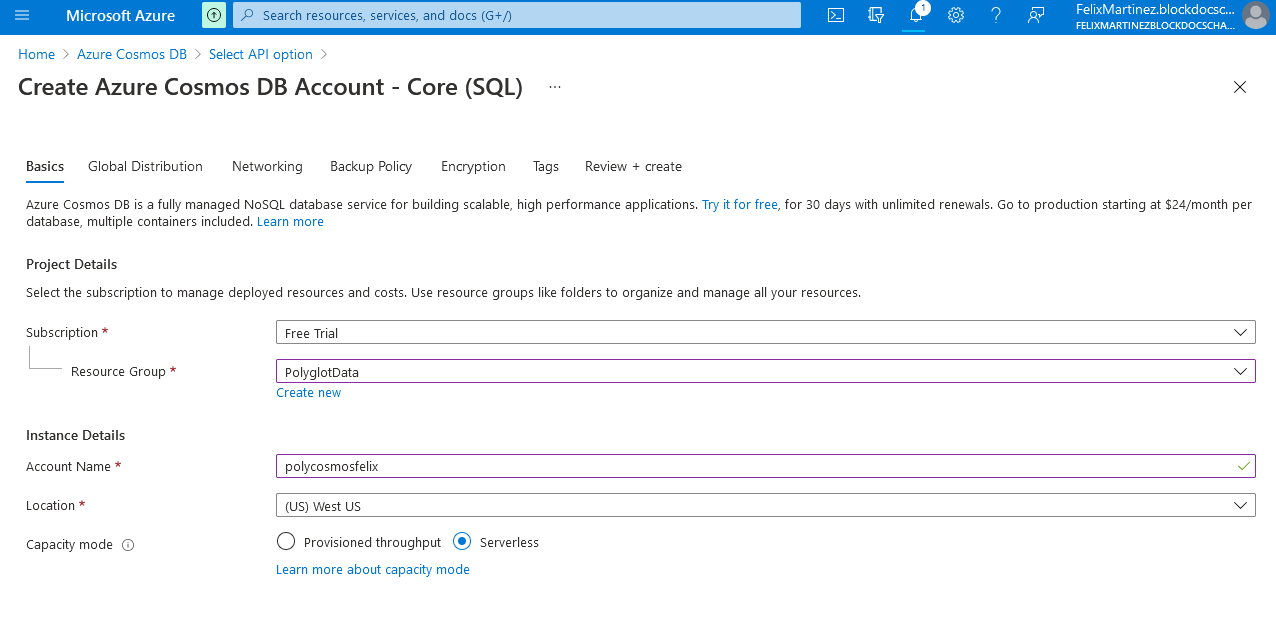 Microsoft Azure
Search resources, services, and docs (G+/)
1
FelixMartinez.blockdocsc...
FELIXMARTINEZBLOCKDOCSCHA...
Home > Azure Cosmos DB > Select API option >
Create Azure Cosmos DB Account - Core (SQL) ...
Basics Global Distribution Networking Backup Policy Encryption Tags Review + create
Azure Cosmos DB is a fully managed NoSQL database service for building scalable, high performance applications. Try it for free, for 30 days with unlimited renewals. Go to production starting at $24/month per
database, multiple containers included. Learn more
Project Details
Select the subscription to manage deployed resources and costs. Use resource groups like folders to organize and manage all your resources.
Subscription * Free Trial
Resource Group * PolyglotData
Create new
Instance Details
Account Name * polycosmosfelix
Location * (US) West US
Capacity mode Provisioned throughput Serverless
Learn more about capacity mode